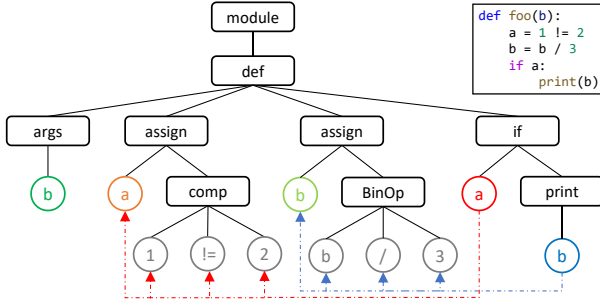 module
def foo(b):
a = 1 != 2
b = b / 3
if a:
print(b)
def
args
assign
assign
if
b
a
comp
b
BinOp
a
print
1
!=
2
b
/
3
b